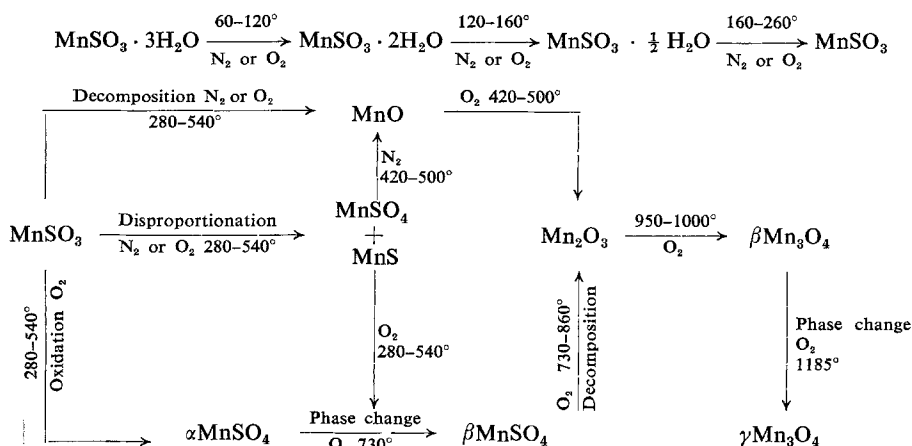 60–120° 120–160° 160–260°
MnSO₃ · 3H₂O MnSO₃ · 2H₂O MnSO₃ · ½ H₂O MnSO₃
N₂ or O₂ N₂ or O₂ N₂ or O₂
Decomposition N₂ or O₂ O₂ 420–500°
280–540° MnO
N₂
420–500°
MnSO₄
Disproportionation 950–1000°
MnSO₃ + Mn₂O₃ βMn₃O₄
N₂ or O₂ 280–540° O₂
MnS
280–540°
Oxidation O₂
O₂
280–540°
O₂ 730–860°
Decomposition
Phase change
O₂
1185°
Phase change
αMnSO₄ βMnSO₄ γMn₃O₄
O₂ 730°